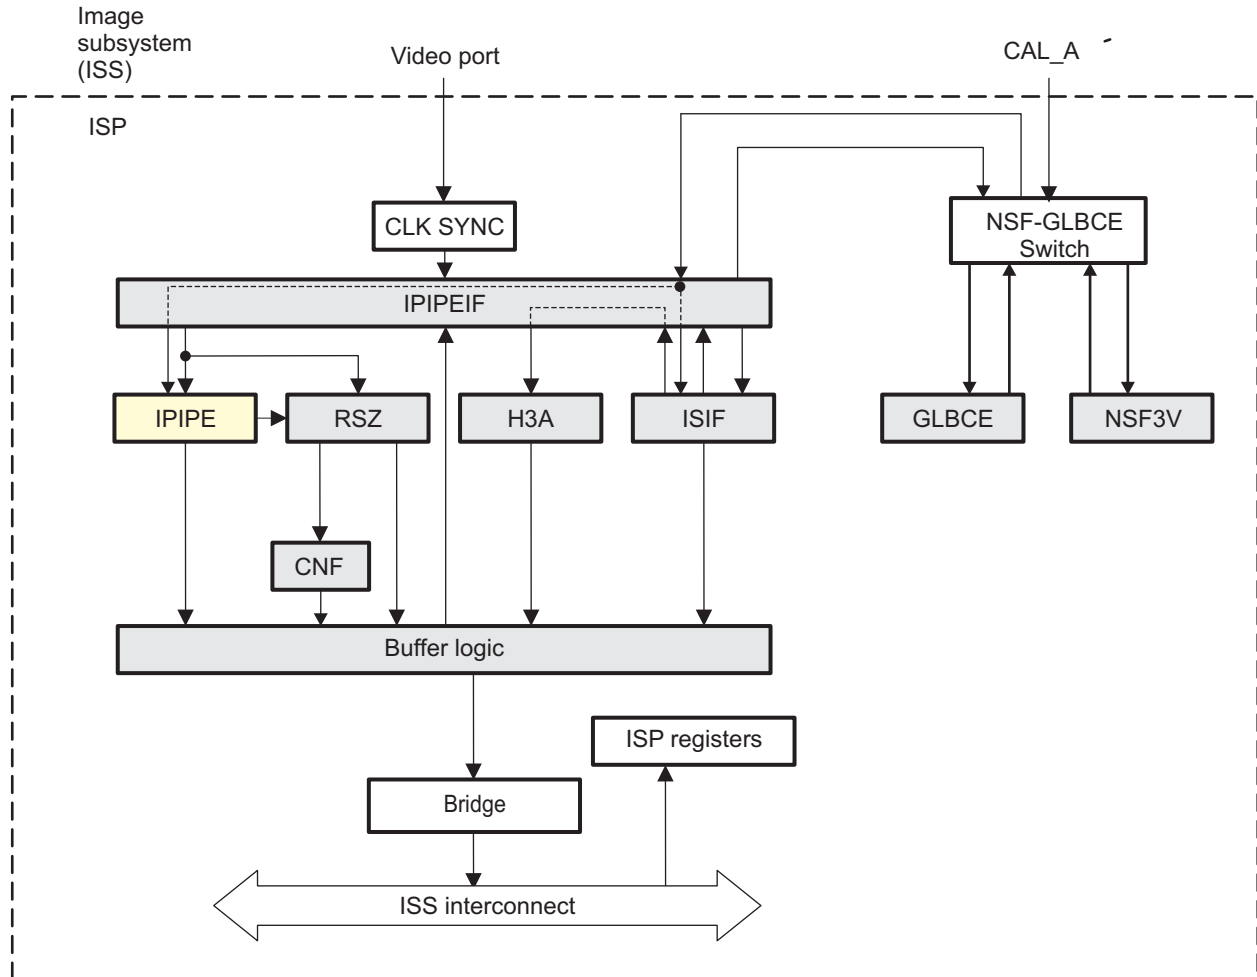 Image
subsystem
(ISS)
Video port
CAL_A
ISP
CLK SYNC
NSF-GLBCE
Switch
IPIPEIF
IPIPE
RSZ
H3A
ISIF
GLBCE
NSF3V
CNF
Buffer logic
ISP registers
Bridge
ISS interconnect